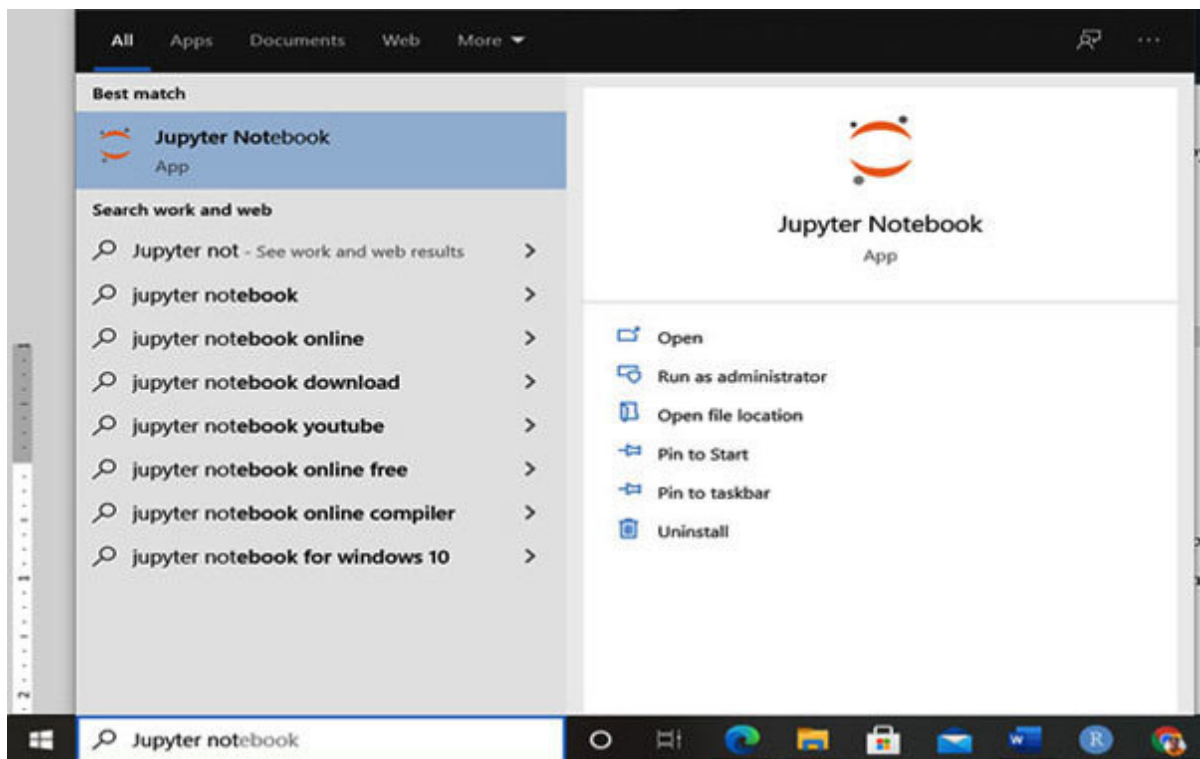 All Apps Documents Web More
Best match
Jupyter Notebook
App
Search work and web
Jupyter not - See work and web results
jupyter notebook
jupyter notebook online
jupyter notebook download
jupyter notebook youtube
jupyter notebook online free
jupyter notebook online compiler
jupyter notebook for windows 10
Jupyter Notebook
App
Open
Run as administrator
Open file location
Pin to Start
Pin to taskbar
Uninstall
1
1
2
Jupyter notebook
W
R